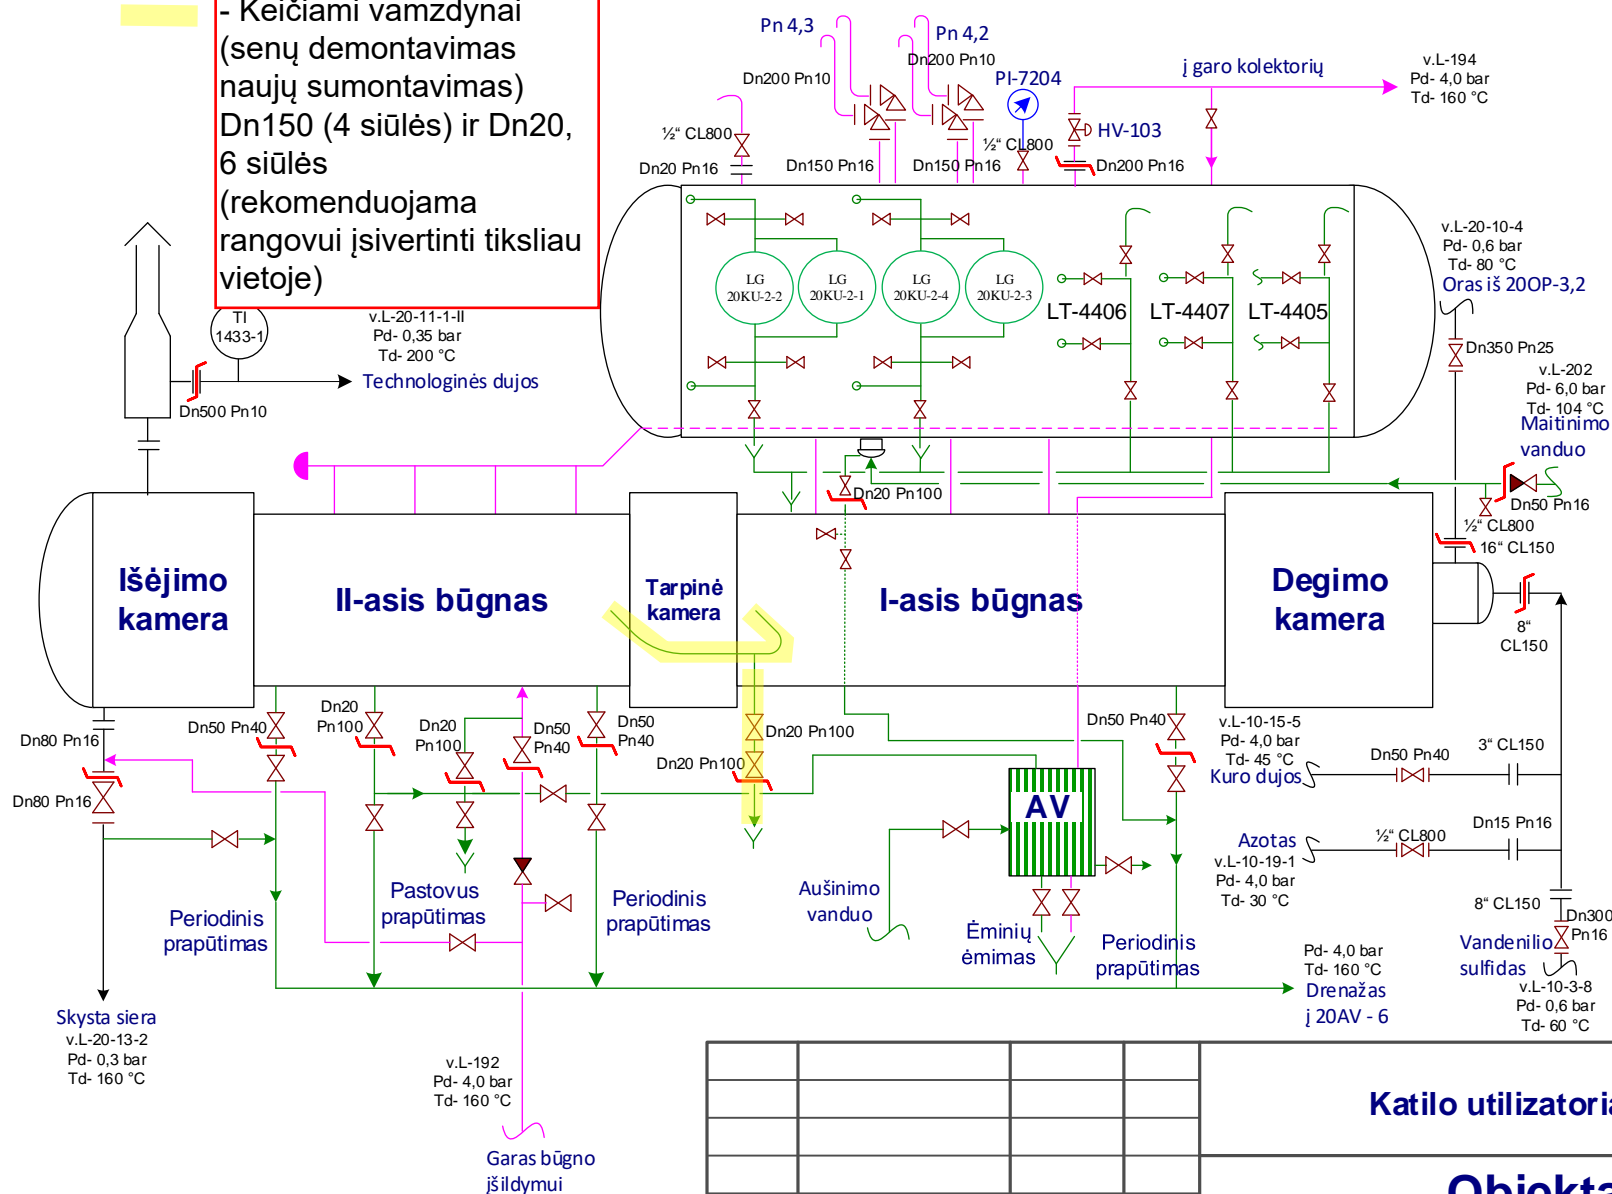 - Keičiami vamzdynai
(senų demontavimas
naujų sumontavimas)
Dn150 (4 siūlės) ir Dn20,
6 siūlės
(rekomenduojama
rangovui įsivertinti tiksliau
vietoje)
Pn 4,3
Pn 4,2
Dn200 Pn10
Dn200 Pn10
PI-7204
į garo kolektorių
v.L-194
Pd- 4,0 bar
Td- 160 °C
½“ CL800
½“ CL800
HV-103
Dn20 Pn16
Dn150 Pn16
Dn150 Pn16
Dn200 Pn16
v.L-20-10-4
Pd- 0,6 bar
Td- 80 °C
Oras iš 20OP-3,2
LG
20KU-2-2
LG
20KU-2-1
LG
20KU-2-4
LG
20KU-2-3
LT-4406
LT-4407
LT-4405
TI
1433-1
v.L-20-11-1-II
Pd- 0,35 bar
Td- 200 °C
Technologinės dujos
Dn500 Pn10
Dn350 Pn25
v.L-202
Pd- 6,0 bar
Td- 104 °C
Maitinimo
vanduo
Dn20 Pn100
Dn50 Pn16
½“ CL800
16“ CL150
Išėjimo
kamera
II-asis būgnas
Tarpinė
kamera
I-asis būgnas
Degimo
kamera
8“
CL150
Dn80 Pn16
Dn50 Pn40
Dn20
Pn100
Dn20
Pn100
Dn50
Pn40
Dn50
Pn40
Dn20 Pn100
Dn20 Pn100
Dn50 Pn40
v.L-10-15-5
Pd- 4,0 bar
Td- 45 °C
Kuro dujos
Dn50 Pn40
3“ CL150
Dn80 Pn16
AV
Azotas
v.L-10-19-1
Pd- 4,0 bar
Td- 30 °C
½“ CL800
Dn15 Pn16
Periodinis
prapūtimas
Pastovus
prapūtimas
Periodinis
prapūtimas
Aušinimo
vanduo
Ėminių
ėmimas
Periodinis
prapūtimas
8“ CL150
Dn300
Pn16
Vandenilio
sulfidas
v.L-10-3-8
Pd- 0,6 bar
Td- 60 °C
Pd- 4,0 bar
Td- 160 °C
Drenažas
į 20AV - 6
Skysta siera
v.L-20-13-2
Pd- 0,3 bar
Td- 160 °C
v.L-192
Pd- 4,0 bar
Td- 160 °C
Garas būgno
įšildymui
Katilo utilizatoria
Objekta